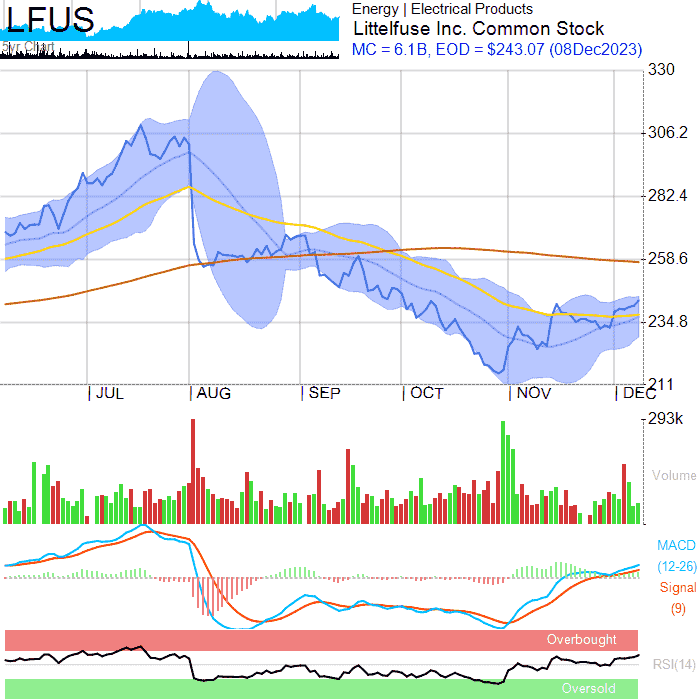 LFUS
5yr Chart
Energy | Electrical Products
Littelfuse Inc. Common Stock
MC = 6.1B, EOD = $243.07 (08Dec2023)
330
306.2
282.4
258.6
234.8
211
JUL AUG SEP OCT NOV DEC
293k
Volume
MACD
(12-26)
Signal
(9)
Overbought
RSI(14)
Oversold